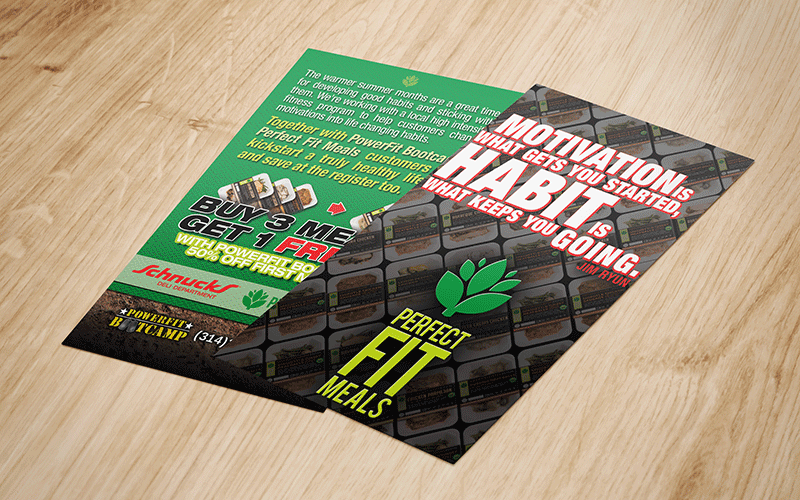 The warmer summer months are a great time
for developing good habits and sticking with
them. We're working with a local high intens
fitness program to help customers chan
motivations into life changing habits.
Together with PowerFit Bootca
Perfect Fit Meals customers
kickstart a truly healthy life
and save at the register too.
BUY 3 ME
GET 1 FRE
WITH POWERFIT BO
50% OFF FIRST M
Schnucks
DELI DEPARTMENT
P
POWERFIT
BOOTCAMP
(314)
MOTIVATION IS
WHAT GETS YOU STARTED,
HABIT IS
WHAT KEEPS YOU GOING.
- JIM RYUN
PERFECT
FIT
MEALS